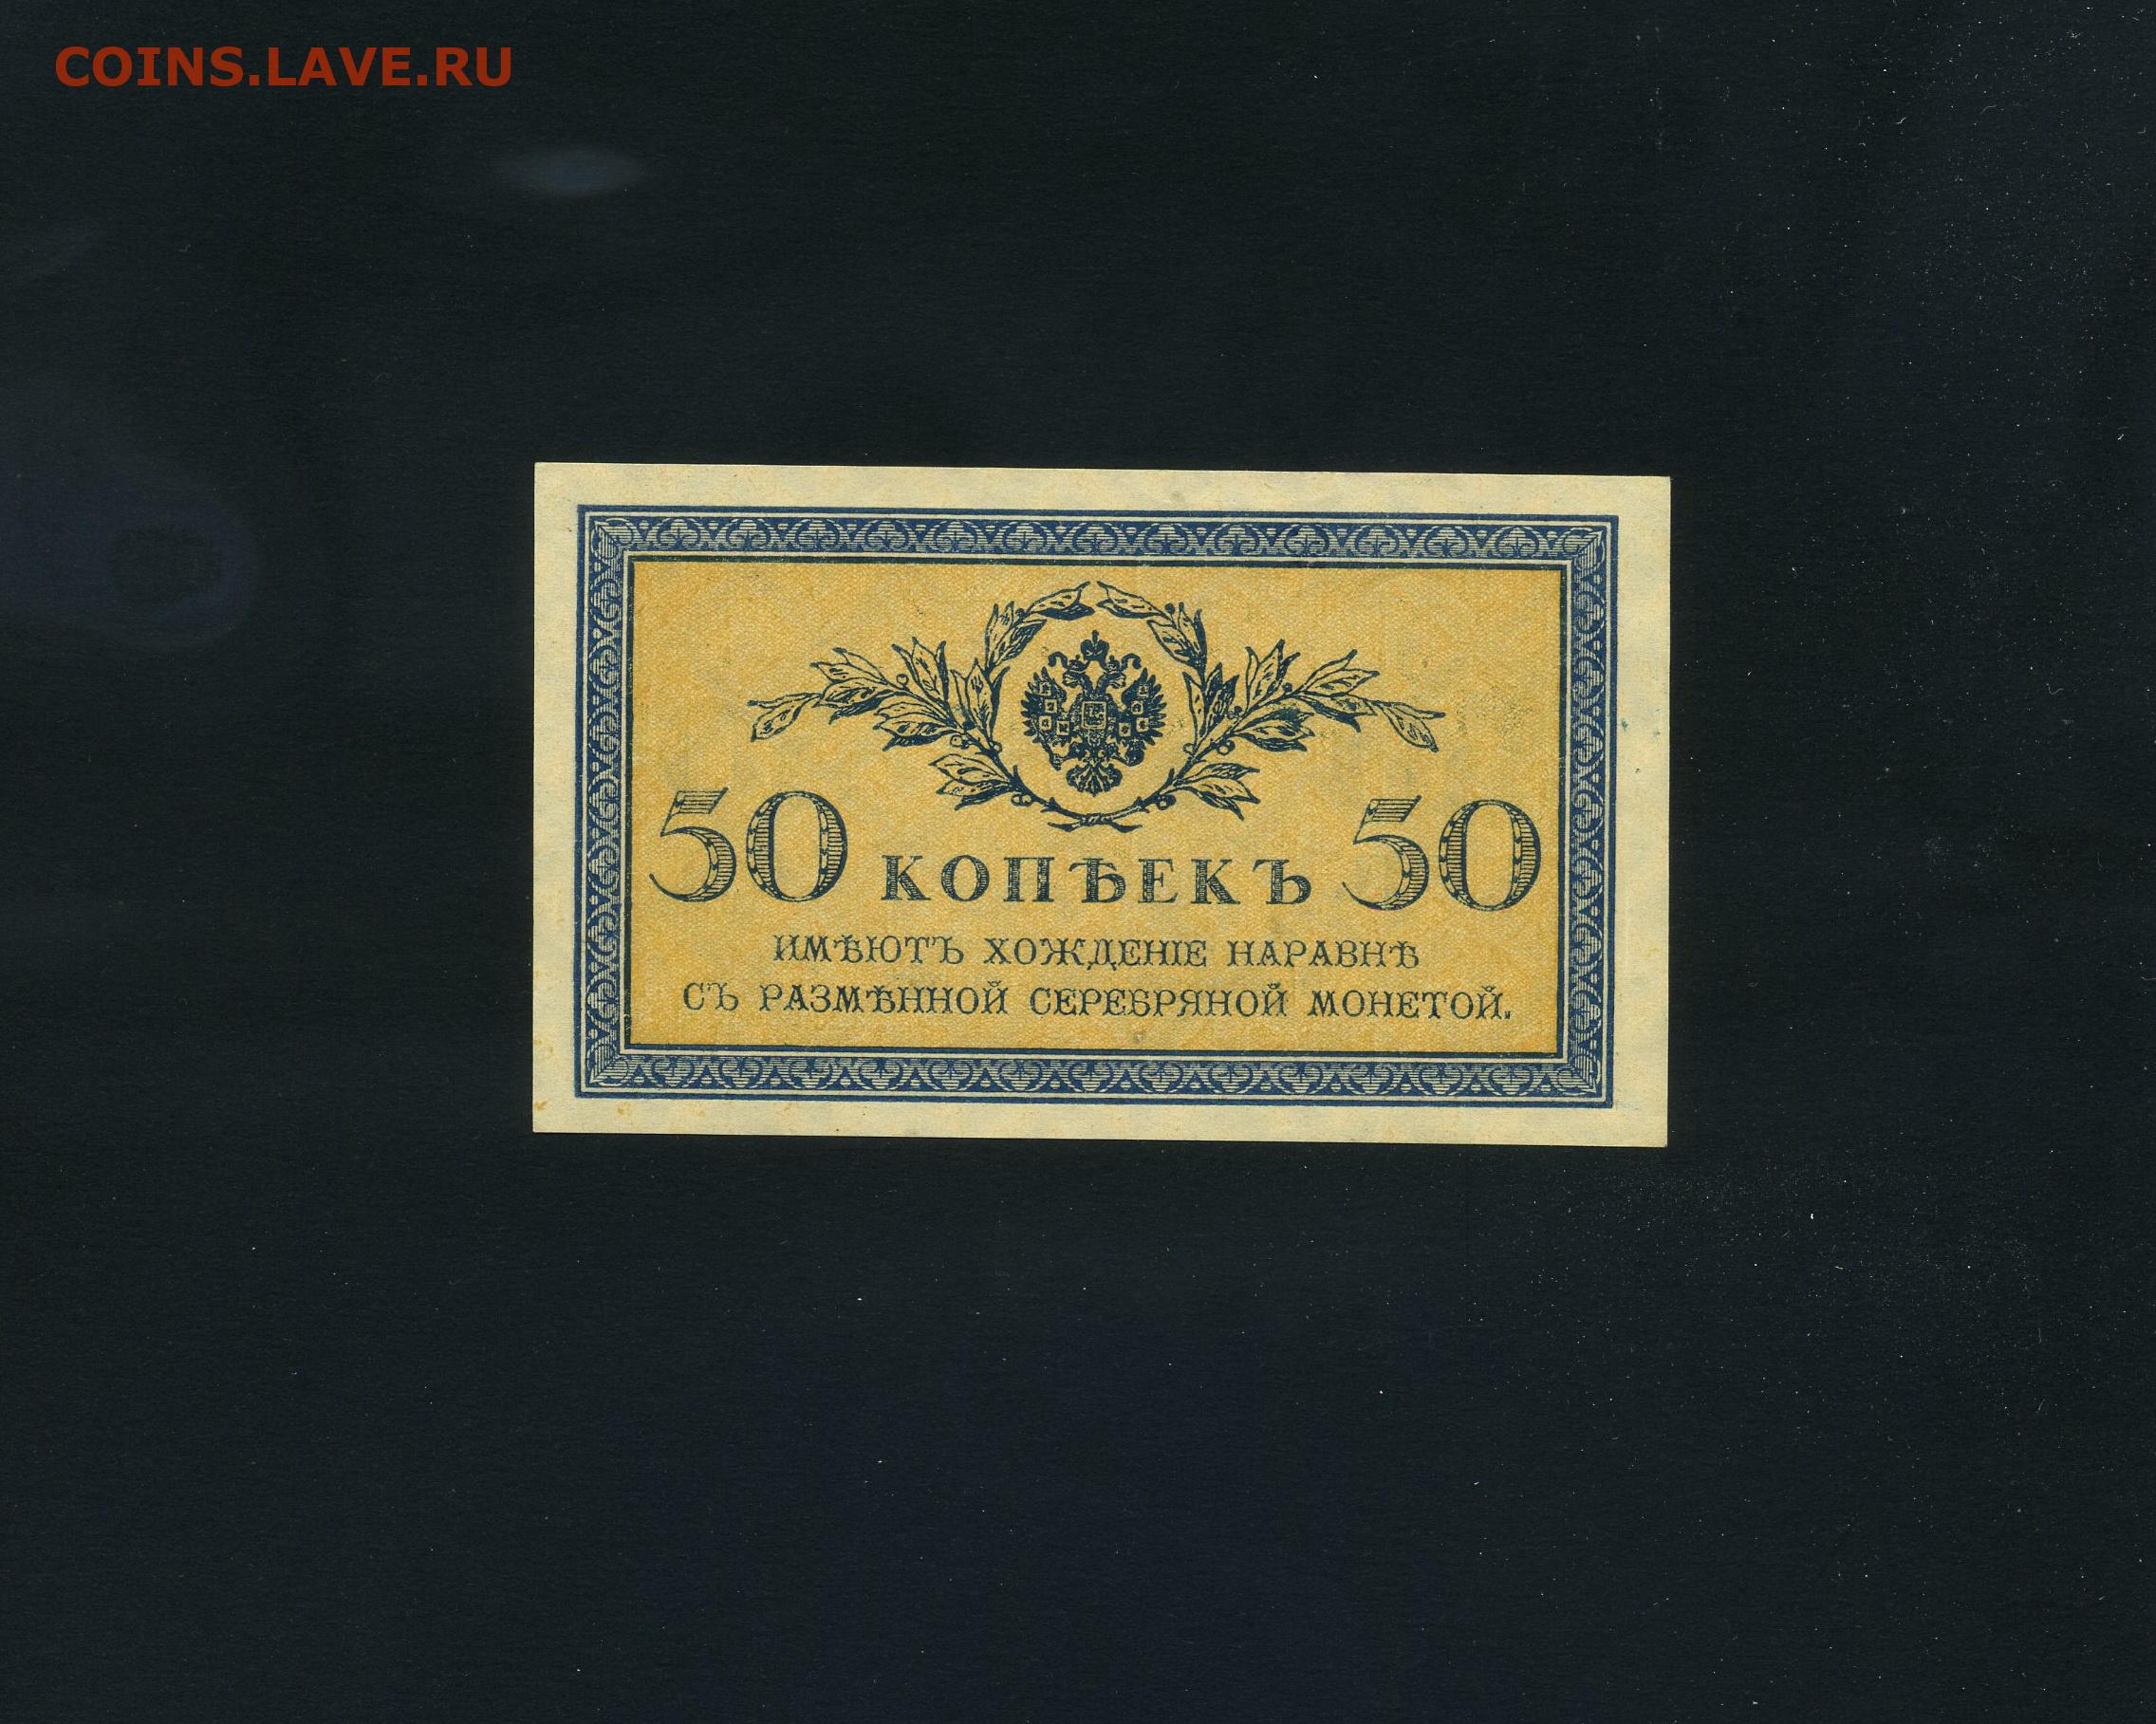 COINS.LAVE.RU
50 КОПѢЕКЪ 50
ИМѢЮТЪ ХОЖДЕНІЕ НАРАВНѢ
СЪ РАЗМѢННОЙ СЕРЕБРЯНОЙ МОНЕТОЙ.